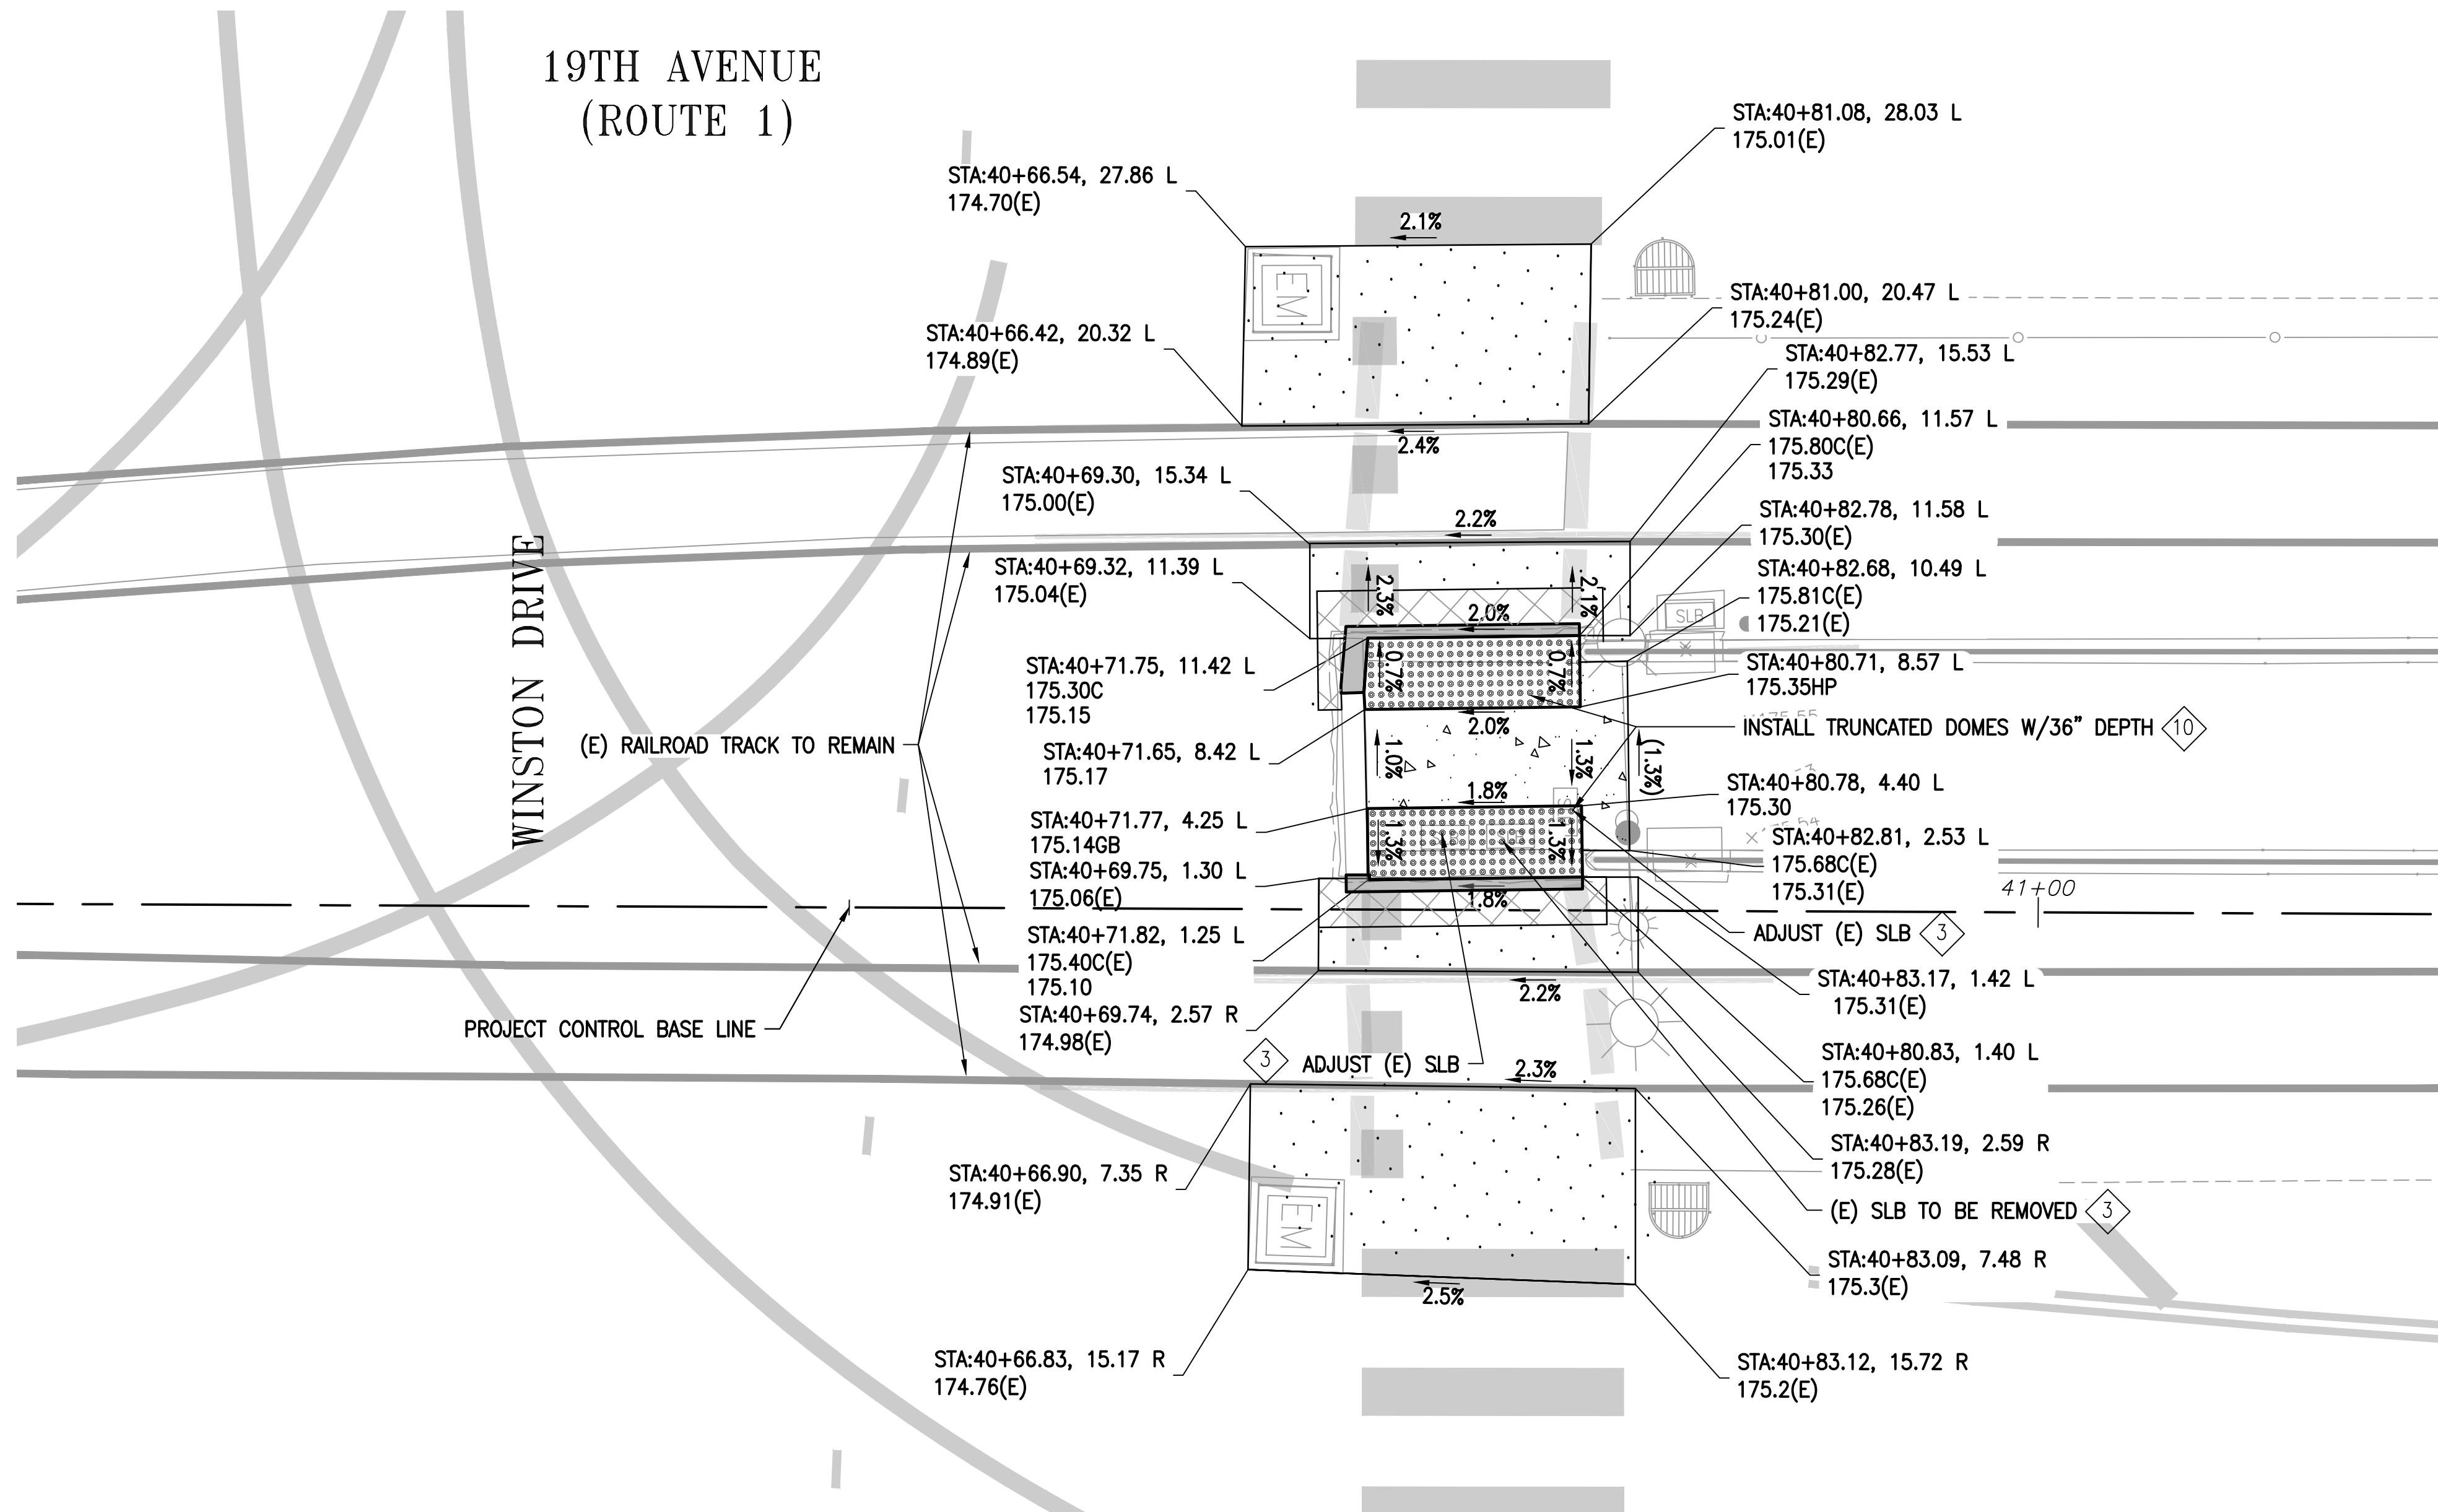 19TH AVENUE
(ROUTE 1)
STA:40+81.08, 28.03 L
175.01(E)
STA:40+66.54, 27.86 L
174.70(E)
2.1%
EM
STA:40+81.00, 20.47 L
175.24(E)
STA:40+66.42, 20.32 L
174.89(E)
STA:40+82.77, 15.53 L
175.29(E)
2.4%
STA:40+80.66, 11.57 L
175.80C(E)
175.33
STA:40+69.30, 15.34 L
175.00(E)
2.2%
STA:40+82.78, 11.58 L
175.30(E)
WINSTON DRIVE
STA:40+69.32, 11.39 L
175.04(E)
2.3%
2.1%
2.0%
STA:40+82.68, 10.49 L
175.81C(E)
175.21(E)
SLB
STA:40+71.75, 11.42 L
175.30C
175.15
0.7%
0.7%
STA:40+80.71, 8.57 L
175.35HP
2.0%
INSTALL TRUNCATED DOMES W/36" DEPTH 10
(E) RAILROAD TRACK TO REMAIN
STA:40+71.65, 8.42 L
175.17
1.0%
1.3%
(1.3%)
1.8%
STA:40+80.78, 4.40 L
175.30
STA:40+71.77, 4.25 L
175.14GB
1.3%
SLB
SLB
1.3%
STA:40+82.81, 2.53 L
175.68C(E)
175.31(E)
STA:40+69.75, 1.30 L
175.06(E)
1.8%
41+00
STA:40+71.82, 1.25 L
175.40C(E)
175.10
ADJUST (E) SLB 3
STA:40+83.17, 1.42 L
175.31(E)
2.2%
STA:40+69.74, 2.57 R
174.98(E)
PROJECT CONTROL BASE LINE
3 ADJUST (E) SLB
2.3%
STA:40+80.83, 1.40 L
175.68C(E)
175.26(E)
STA:40+83.19, 2.59 R
175.28(E)
STA:40+66.90, 7.35 R
174.91(E)
EM
(E) SLB TO BE REMOVED 3
STA:40+83.09, 7.48 R
175.3(E)
2.5%
STA:40+66.83, 15.17 R
174.76(E)
STA:40+83.12, 15.72 R
175.2(E)